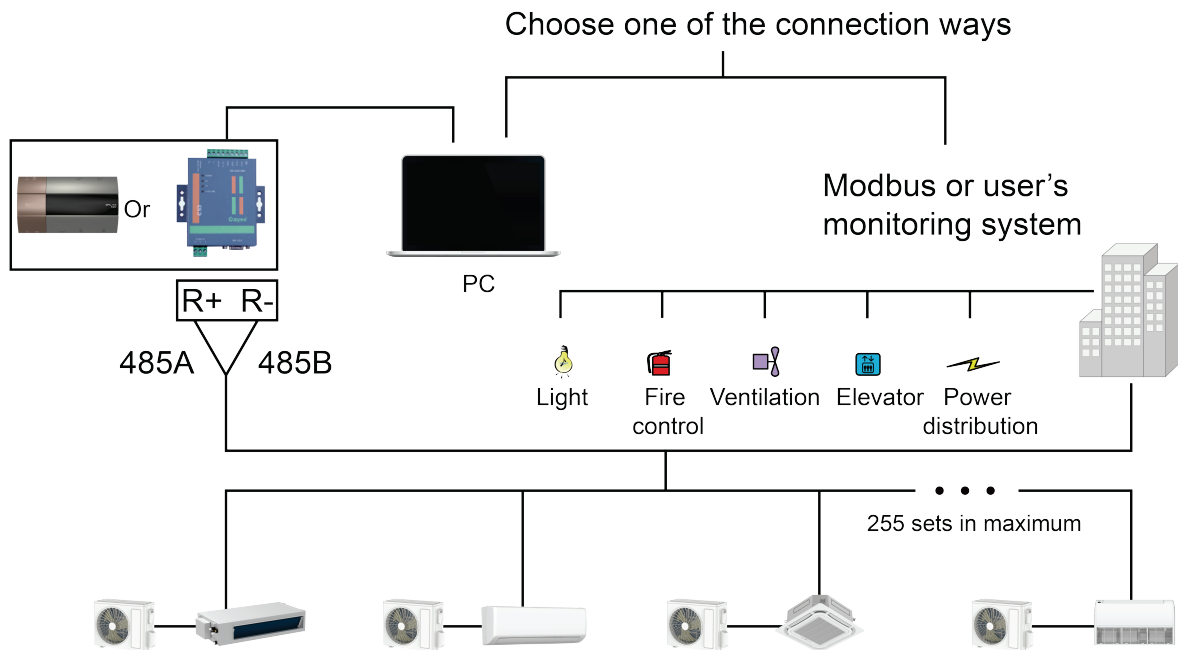 Choose one of the connection ways
Or
Modbus or user’s
monitoring system
PC
R+ R-
485A 485B
Light
Fire
control
Ventilation
Elevator
Power
distribution
255 sets in maximum